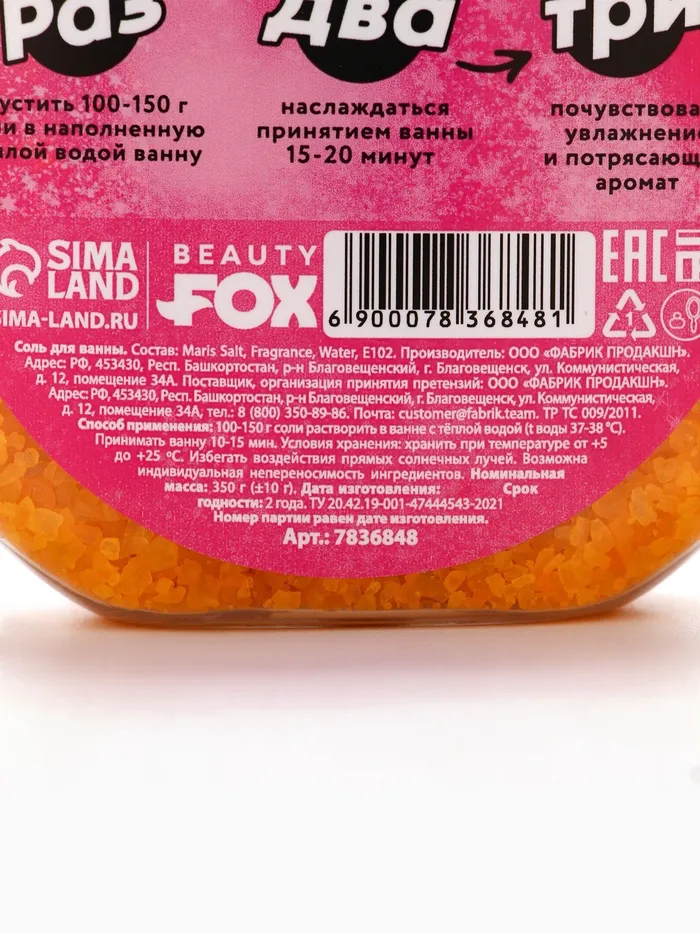 раз
два
три
устить 100-150 г
и в наполненную
лой водой ванну
наслаждаться
принятием ванны
15-20 минут
почувствова
увлажнени
и потрясающ
аромат
SIMA
LAND
SIMA-LAND.RU
BEAUTY
FOX
6 900078 368481
EAC
1
Соль для ванны. Состав: Maris Salt, Fragrance, Water, E102. Производитель: ООО «ФАБРИК ПРОДАКШН».
Адрес: РФ, 453430, Респ. Башкортостан, р-н Благовещенский, г. Благовещенск, ул. Коммунистическая,
д. 12, помещение 34А. Поставщик, организация принятия претензий: ООО «ФАБРИК ПРОДАКШН».
Адрес: РФ, 453430, Респ. Башкортостан, р-н Благовещенский, г. Благовещенск, ул. Коммунистическая,
д. 12, помещение 34А, тел.: 8 (800) 350-89-86. Почта: customer@fabrik.team. ТР ТС 009/2011.
Способ применения: 100-150 г соли растворить в ванне с тёплой водой (t воды 37-38 °C).
Принимать ванну 10-15 мин. Условия хранения: хранить при температуре от +5
до +25 °C. Избегать воздействия прямых солнечных лучей. Возможна
индивидуальная непереносимость ингредиентов. Номинальная
масса: 350 г (±10 г). Дата изготовления: Срок
годности: 2 года. ТУ 20.42.19-001-47444543-2021
Номер партии равен дате изготовления.
Арт.: 7836848